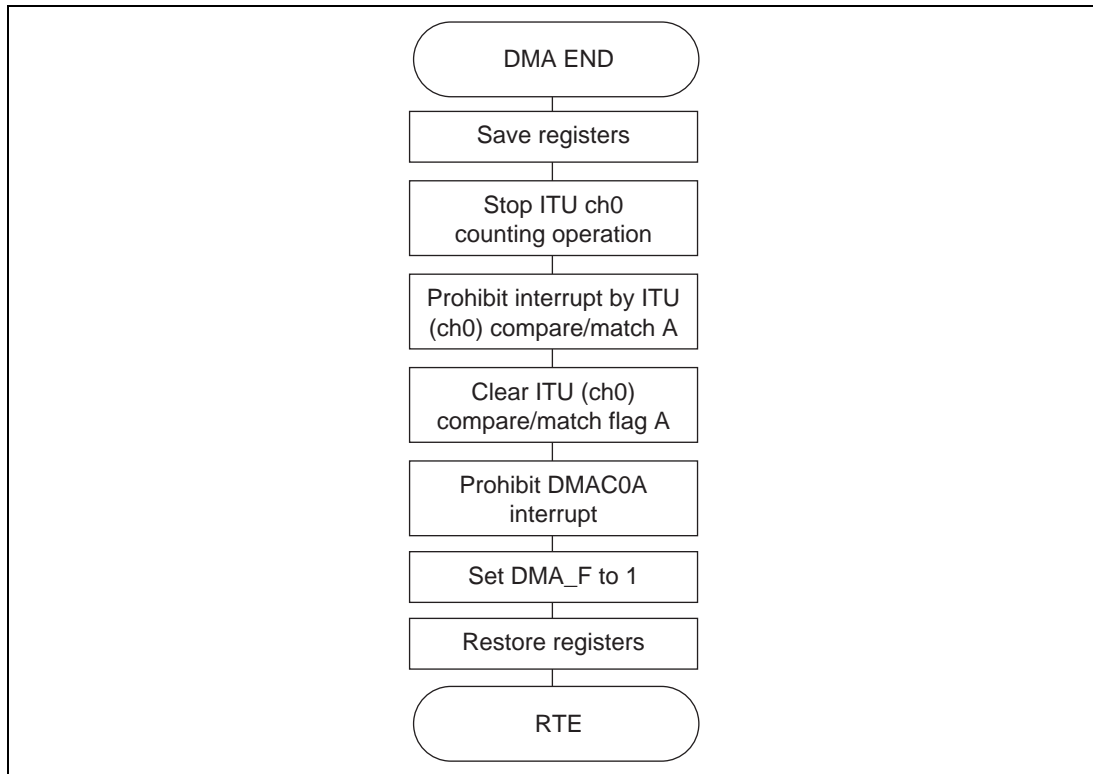 DMA END
Save registers
Stop ITU ch0
counting operation
Prohibit interrupt by ITU
(ch0) compare/match A
Clear ITU (ch0)
compare/match flag A
Prohibit DMAC0A
interrupt
Set DMA_F to 1
Restore registers
RTE